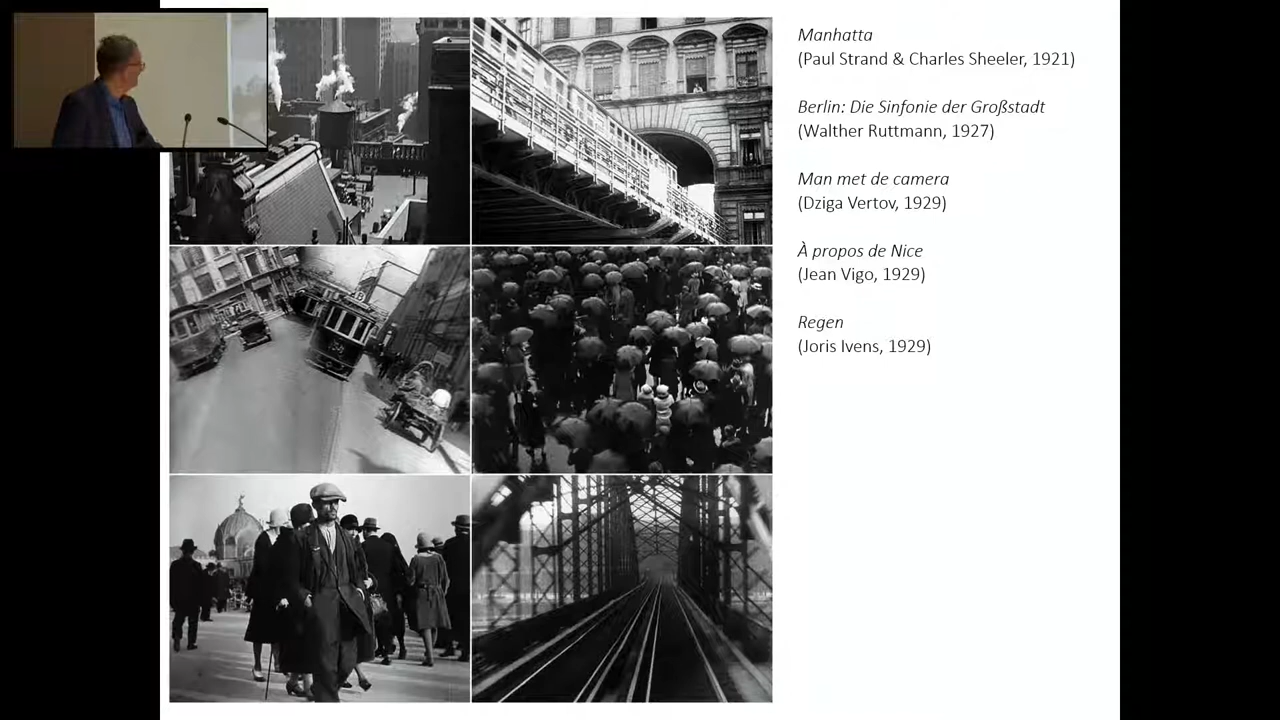 Manhatta
(Paul Strand & Charles Sheeler, 1921)
Berlin: Die Sinfonie der Großstadt
(Walther Ruttmann, 1927)
Man met de camera
(Dziga Vertov, 1929)
À propos de Nice
(Jean Vigo, 1929)
Regen
(Joris Ivens, 1929)